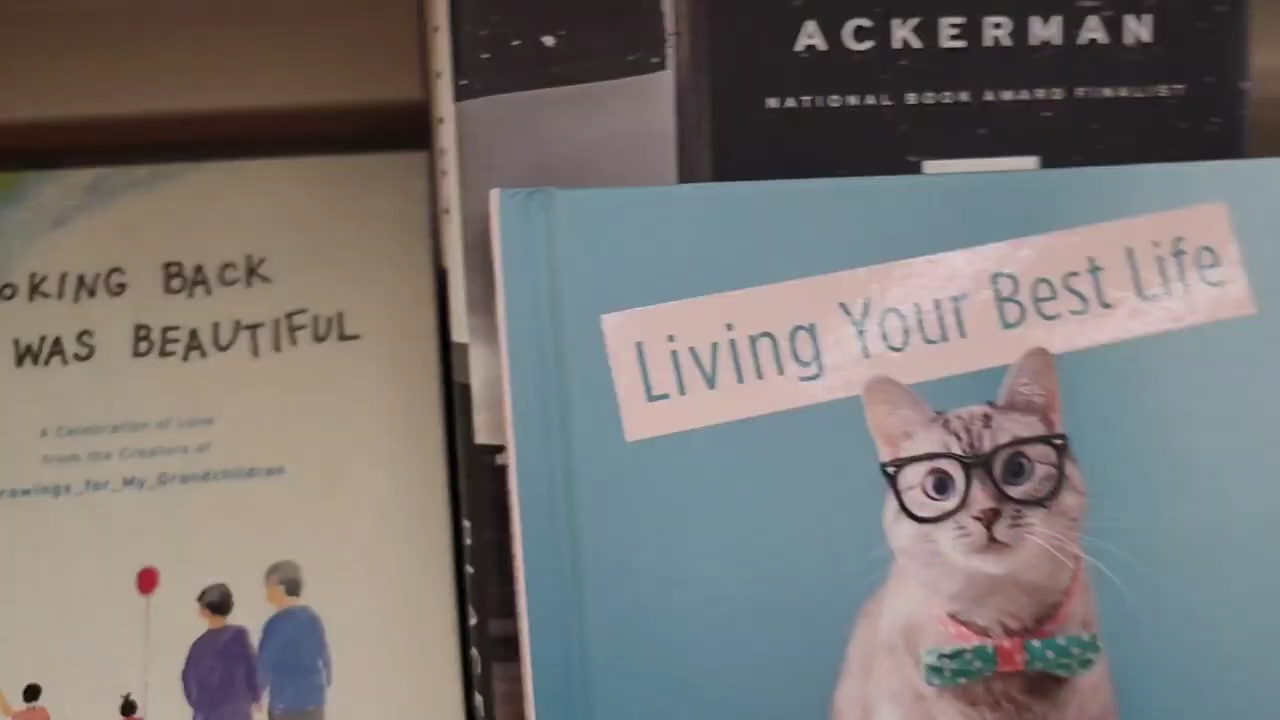 ACKERMAN
NATIONAL BOOK AWARD FINALIST
OKING BACK
WAS BEAUTIFUL
A Celebration of Love
from the Creators of
rawings_for_My_Grandchildren
Living Your Best Life